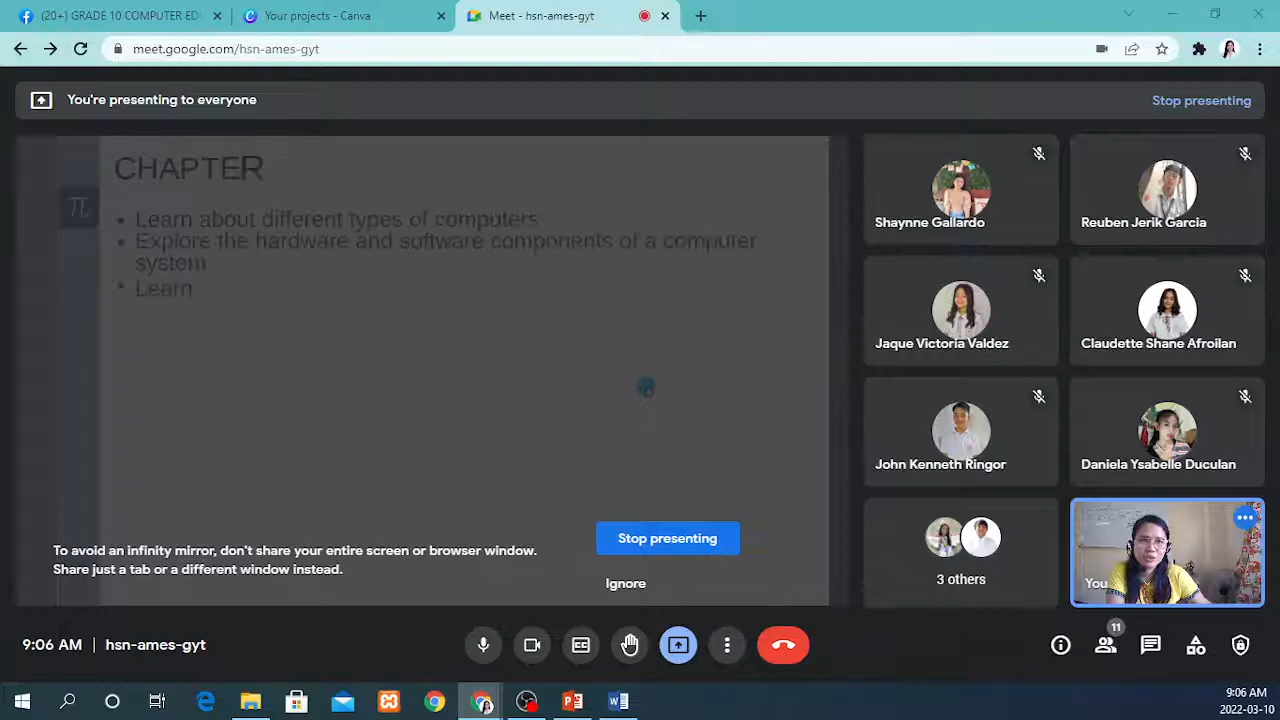 (20+) GRADE 10 COMPUTER ED
Your projects - Canva
Meet - hsn-ames-gyt
meet.google.com/hsn-ames-gyt
You're presenting to everyone
Stop presenting
CHAPTER
π
• Learn about different types of computers
• Explore the hardware and software components of a computer
system
• Learn
Shaynne Gallardo
Reuben Jerik Garcia
Jaque Victoria Valdez
Claudette Shane Afroilan
John Kenneth Ringor
Daniela Ysabelle Duculan
3 others
You
To avoid an infinity mirror, don't share your entire screen or browser window.
Share just a tab or a different window instead.
Stop presenting
Ignore
9:06 AM | hsn-ames-gyt
11
9:06 AM
2022-03-10